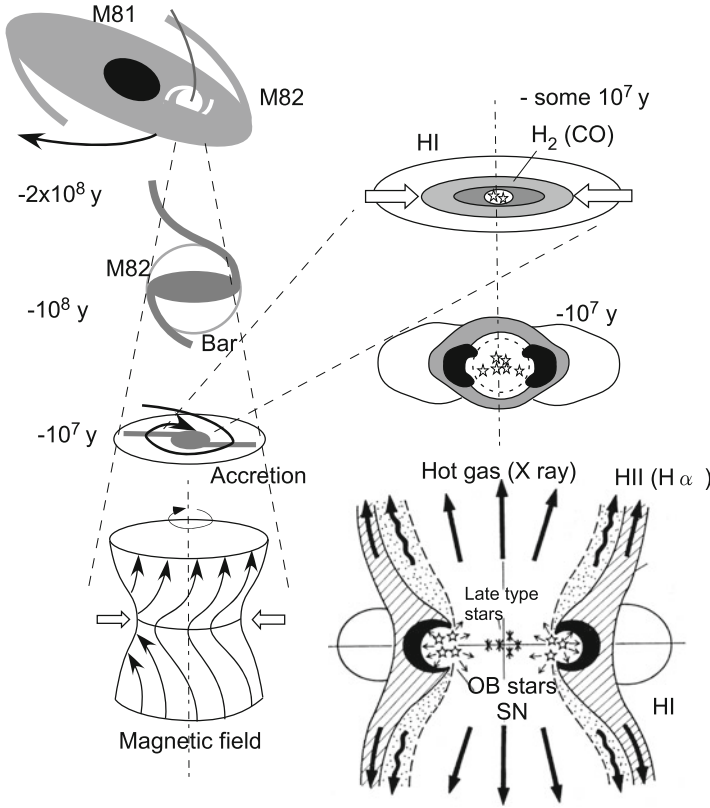 M81
M82
-2x10⁸ y
M82
-10⁸ y
Bar
-10⁷ y
Accretion
Magnetic field
- some 10⁷ y
H₂ (CO)
HI
-10⁷ y
Hot gas (X ray)
HII (H α )
Late type
stars
OB stars
SN
HI